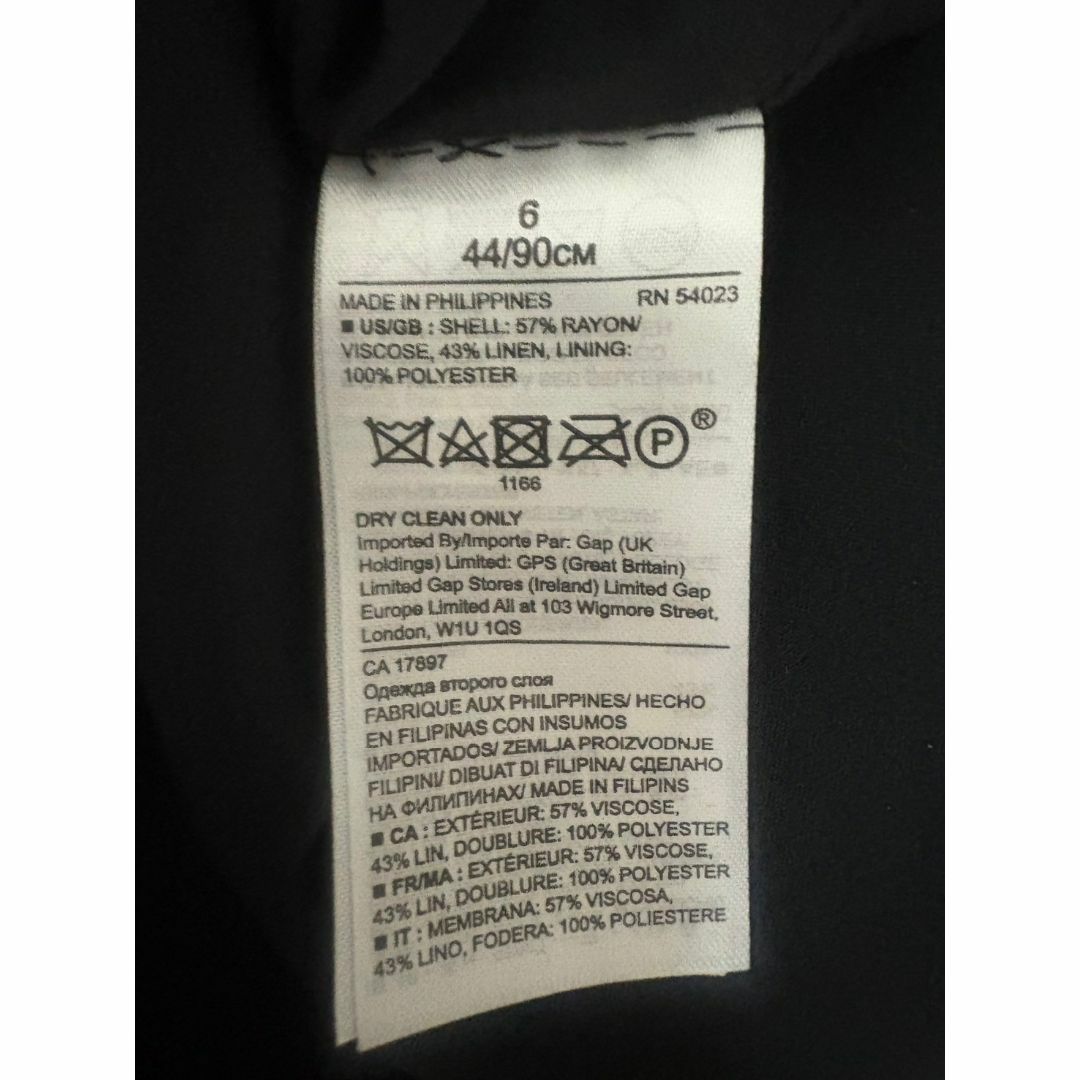 6
44/90CM
MADE IN PHILIPPINES RN 54023
■ US/GB : SHELL: 57% RAYON/
VISCOSE, 43% LINEN, LINING:
100% POLYESTER
P ®
1166
DRY CLEAN ONLY
Imported By/Importe Par: Gap (UK
Holdings) Limited: GPS (Great Britain)
Limited Gap Stores (Ireland) Limited Gap
Europe Limited All at 103 Wigmore Street,
London, W1U 1QS
CA 17897
Одежда второго слоя
FABRIQUE AUX PHILIPPINES/ HECHO
EN FILIPINAS CON INSUMOS
IMPORTADOS/ ZEMLJA PROIZVODNJE
FILIPINI/ DIBUAT DI FILIPINA/ СДЕЛАНО
НА ФИЛИПИНАХ/ MADE IN FILIPINS
■ CA : EXTÉRIEUR: 57% VISCOSE,
43% LIN, DOUBLURE: 100% POLYESTER
■ FR/MA : EXTÉRIEUR: 57% VISCOSE,
43% LIN, DOUBLURE: 100% POLYESTER
■ IT : MEMBRANA: 57% VISCOSA,
43% LINO, FODERA: 100% POLIESTERE